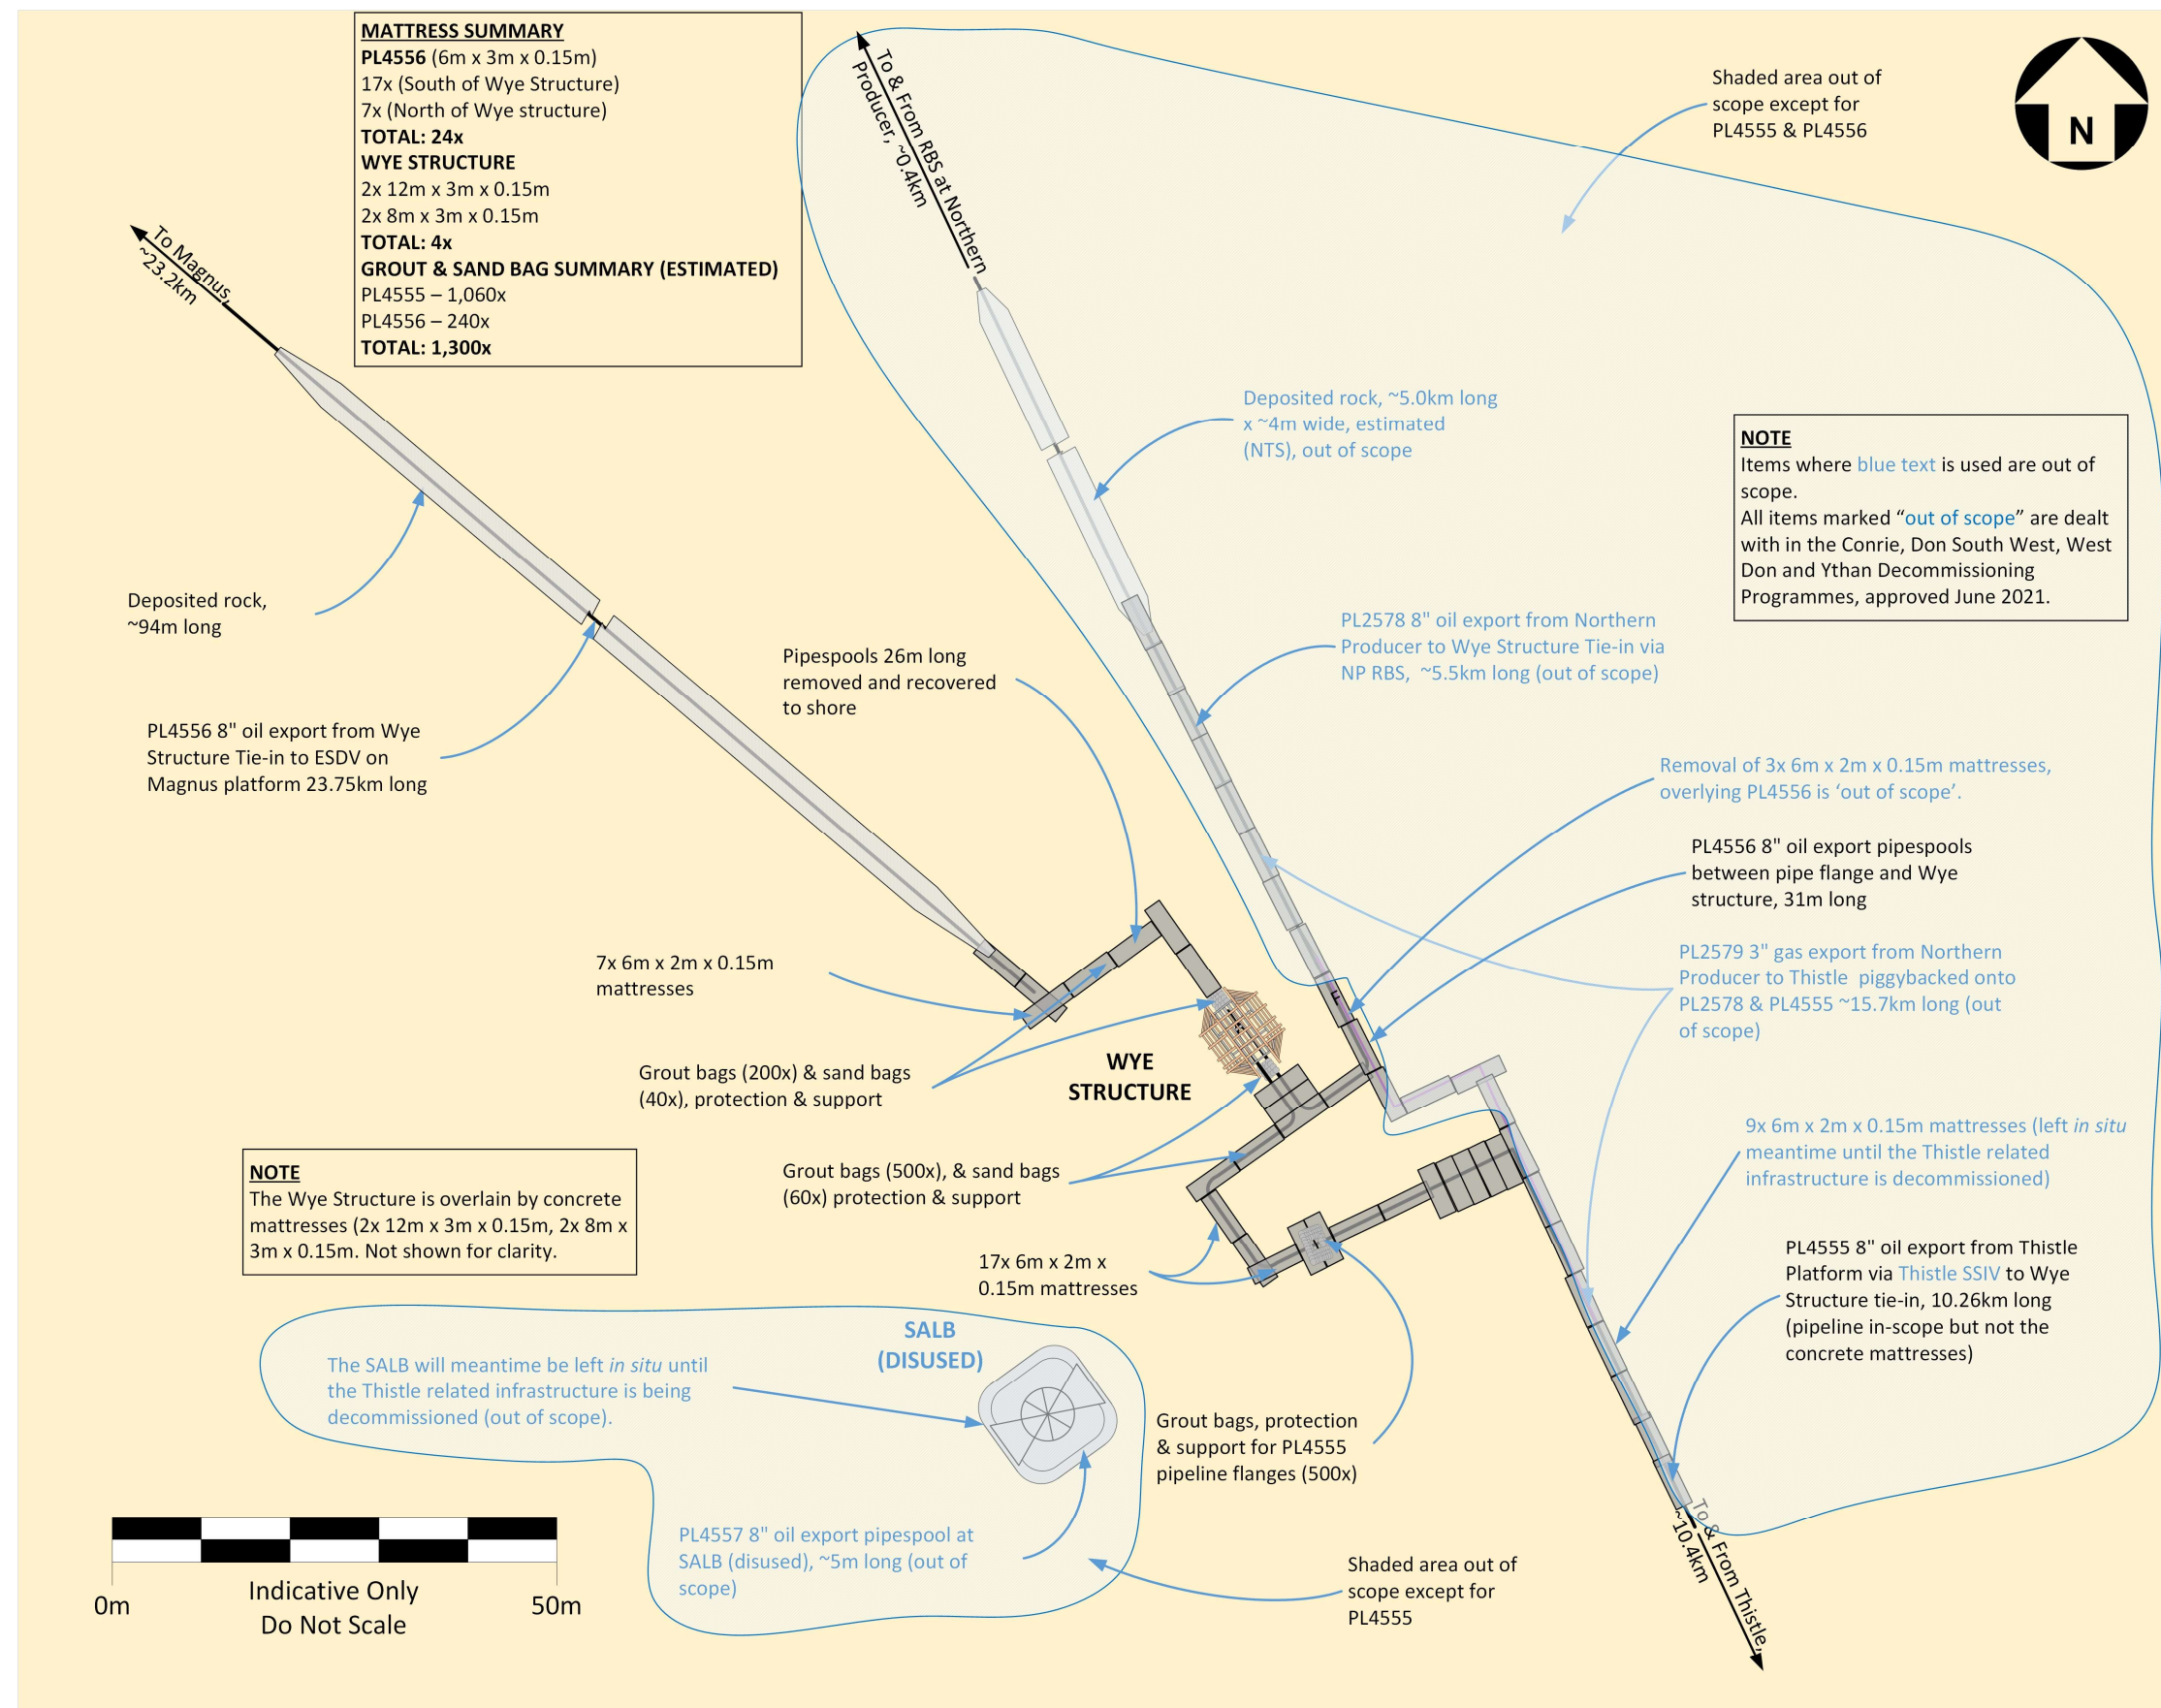 MATTRESS SUMMARY
PL4556 (6m x 3m x 0.15m)
17x (South of Wye Structure)
7x (North of Wye structure)
TOTAL: 24x
WYE STRUCTURE
2x 12m x 3m x 0.15m
2x 8m x 3m x 0.15m
TOTAL: 4x
GROUT & SAND BAG SUMMARY (ESTIMATED)
PL4555 – 1,060x
PL4556 – 240x
TOTAL: 1,300x
To & From RBS at Northern
Producer, ~0.4km
Shaded area out of
scope except for
PL4555 & PL4556
N
To Magnus,
~23.2km
Deposited rock, ~5.0km long
x ~4m wide, estimated
(NTS), out of scope
NOTE
Items where blue text is used are out of
scope.
All items marked “out of scope” are dealt
with in the Conrie, Don South West, West
Don and Ythan Decommissioning
Programmes, approved June 2021.
Deposited rock,
~94m long
PL2578 8" oil export from Northern
Producer to Wye Structure Tie-in via
NP RBS, ~5.5km long (out of scope)
Pipespools 26m long
removed and recovered
to shore
PL4556 8" oil export from Wye
Structure Tie-in to ESDV on
Magnus platform 23.75km long
Removal of 3x 6m x 2m x 0.15m mattresses,
overlying PL4556 is ‘out of scope’.
PL4556 8" oil export pipespools
between pipe flange and Wye
structure, 31m long
7x 6m x 2m x 0.15m
mattresses
PL2579 3" gas export from Northern
Producer to Thistle piggybacked onto
PL2578 & PL4555 ~15.7km long (out
of scope)
WYE
STRUCTURE
Grout bags (200x) & sand bags
(40x), protection & support
9x 6m x 2m x 0.15m mattresses (left in situ
meantime until the Thistle related
infrastructure is decommissioned)
Grout bags (500x), & sand bags
(60x) protection & support
NOTE
The Wye Structure is overlain by concrete
mattresses (2x 12m x 3m x 0.15m, 2x 8m x
3m x 0.15m. Not shown for clarity.
17x 6m x 2m x
0.15m mattresses
PL4555 8" oil export from Thistle
Platform via Thistle SSIV to Wye
Structure tie-in, 10.26km long
(pipeline in-scope but not the
concrete mattresses)
SALB
(DISUSED)
The SALB will meantime be left in situ until
the Thistle related infrastructure is being
decommissioned (out of scope).
Grout bags, protection
& support for PL4555
pipeline flanges (500x)
PL4557 8" oil export pipespool at
SALB (disused), ~5m long (out of
scope)
Shaded area out of
scope except for
PL4555
To & From Thistle,
~10.4km
0m
Indicative Only
Do Not Scale
50m